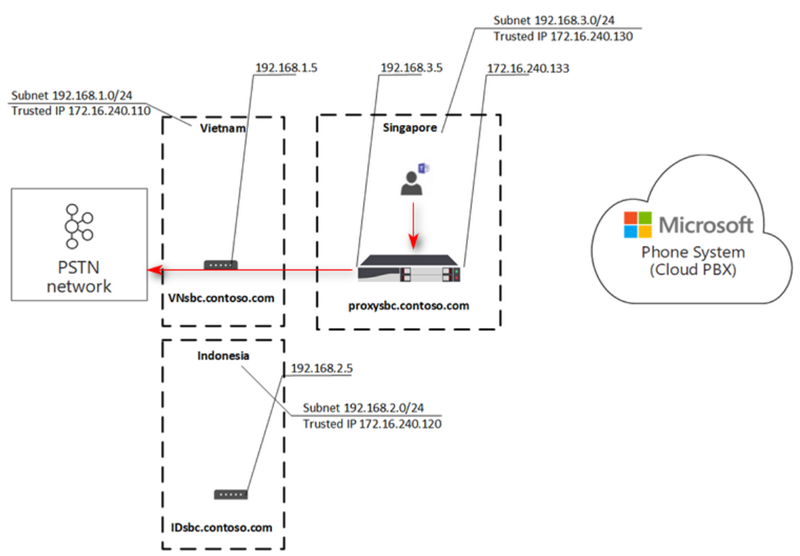 Subnet 192.168.3.0/24
Trusted IP 172.16.240.130
192.168.1.5
192.168.3.5
172.16.240.133
Subnet 192.168.1.0/24
Trusted IP 172.16.240.110
Vietnam
Singapore
Microsoft
Phone System
(Cloud PBX)
PSTN
network
VNsbc.contoso.com
proxysbc.contoso.com
Indonesia
192.168.2.5
Subnet 192.168.2.0/24
Trusted IP 172.16.240.120
IDsbc.contoso.com